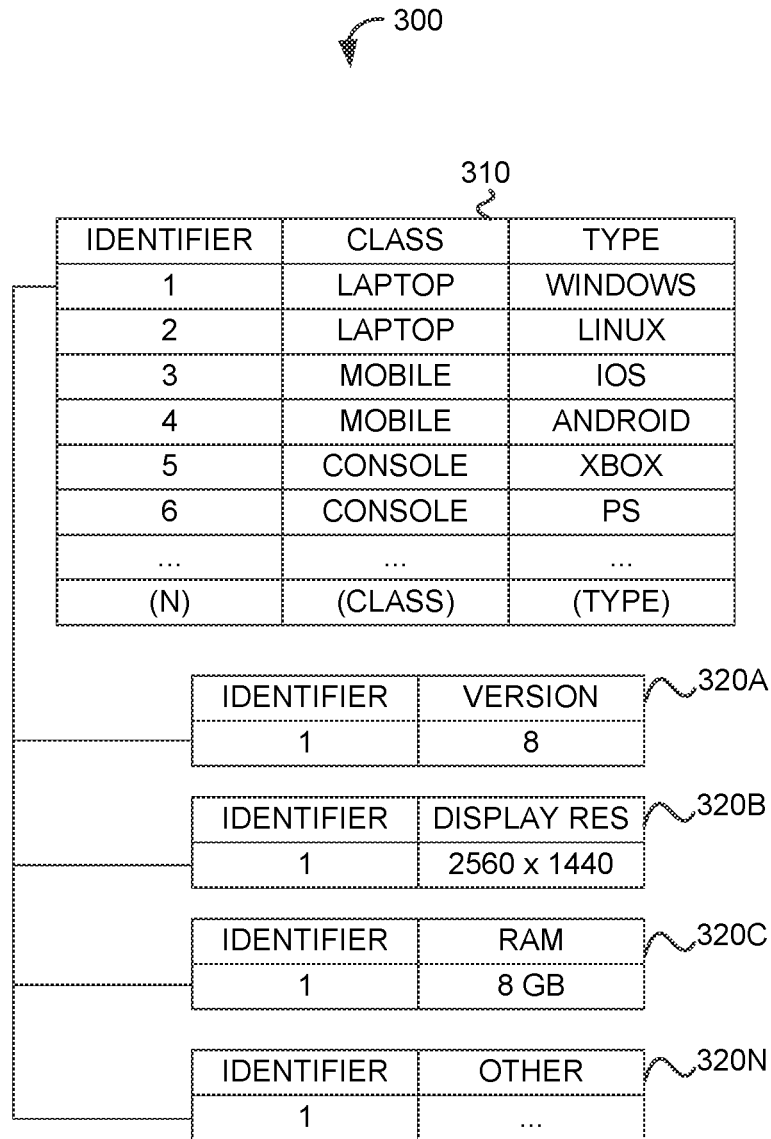 300
310
IDENTIFIER CLASS TYPE
1 LAPTOP WINDOWS
2 LAPTOP LINUX
3 MOBILE IOS
4 MOBILE ANDROID
5 CONSOLE XBOX
6 CONSOLE PS
... ... ...
(N) (CLASS) (TYPE)
320A
IDENTIFIER VERSION
1 8
320B
IDENTIFIER DISPLAY RES
1 2560 x 1440
320C
IDENTIFIER RAM
1 8 GB
320N
IDENTIFIER OTHER
1 ...